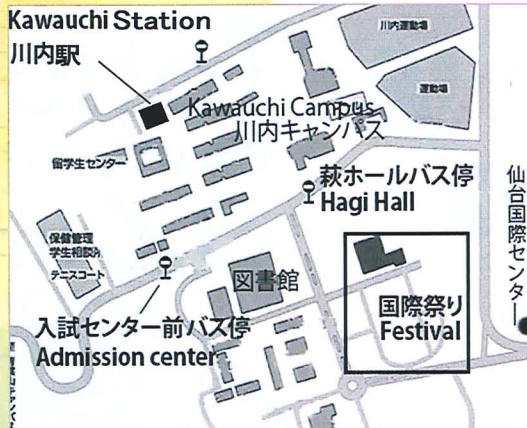 Kawauchi Station
川内駅
川内運動場
運動場
Kawauchi Campus
川内キャンパス
留学生センター
萩ホールバス停
Hagi Hall
仙台国際センター
保健管理
学生相談所
テニスコート
図書館
国際祭り
Festival
入試センター前バス停
Admission center